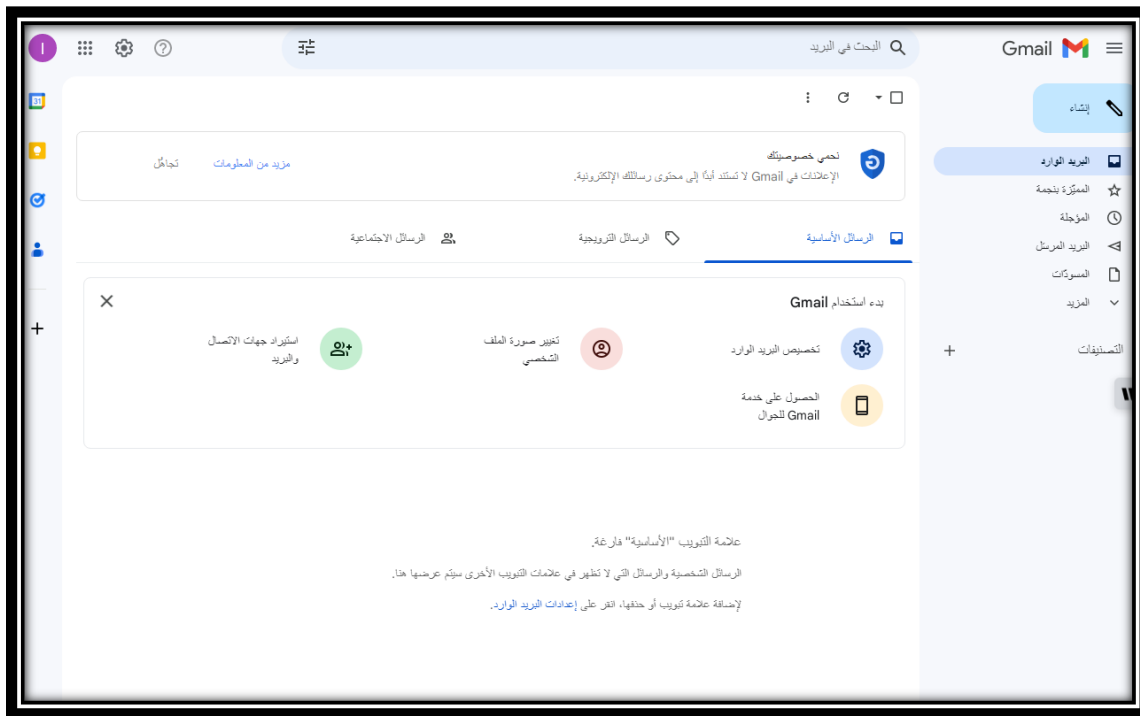 Gmail
البحث في البريد
I
إنشاء
البريد الوارد
المميّزة بنجمة
المؤجلة
البريد المرسل
المسودّات
المزيد
التصنيفات
نحمي خصوصيتك
الإعلانات في Gmail لا تستند أبدًا إلى محتوى رسائلك الإلكترونية.
مزيد من المعلومات
تجاهُل
الرسائل الأساسية
الرسائل الترويجية
الرسائل الاجتماعية
بدء استخدام Gmail
تخصيص البريد الوارد
تغيير صورة الملف
الشخصي
استيراد جهات الاتصال
والبريد
الحصول على خدمة
Gmail للجوال
علامة التبويب "الأساسية" فارغة.
الرسائل الشخصية والرسائل التي لا تظهر في علامات التبويب الأخرى سيتم عرضها هنا.
لإضافة علامة تبويب أو حذفها، انقر على إعدادات البريد الوارد.
31